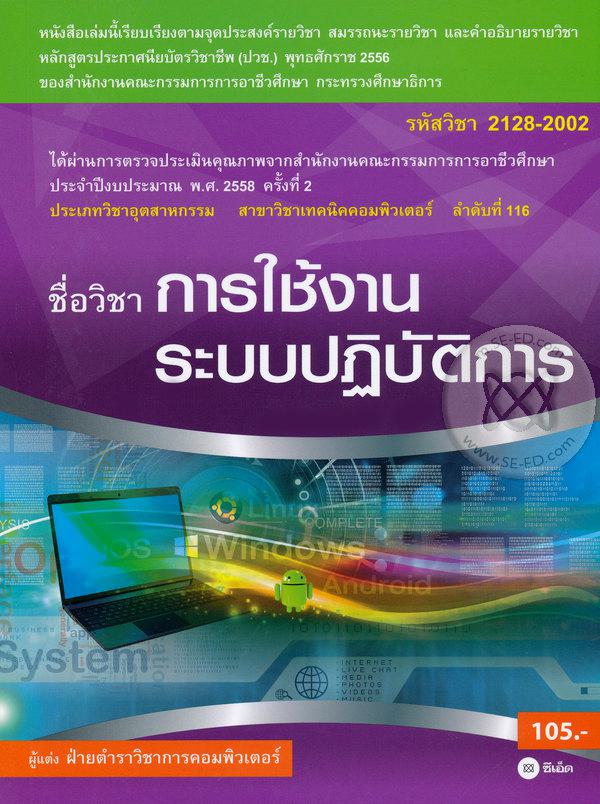 หนังสือเล่มนี้เรียบเรียงตามจุดประสงค์รายวิชา สมรรถนะรายวิชา และคำอธิบายรายวิชา
หลักสูตรประกาศนียบัตรวิชาชีพ (ปวช.) พุทธศักราช 2556
ของสำนักงานคณะกรรมการการอาชีวศึกษา กระทรวงศึกษาธิการ
รหัสวิชา 2128-2002
ได้ผ่านการตรวจประเมินคุณภาพจากสำนักงานคณะกรรมการการอาชีวศึกษา
ประจำปีงบประมาณ พ.ศ. 2558 ครั้งที่ 2
ประเภทวิชาอุตสาหกรรม สาขาวิชาเทคนิคคอมพิวเตอร์ ลำดับที่ 116
ชื่อวิชา การใช้งาน
ระบบปฏิบัติการ
www.SE-ED.com
COMPLETE
Windows
Android
BUSINESS
System
INTERNET
LIVE CHAT
MEDIA
PHOTOS
VIDEOS
MUSIC
105.-
ผู้แต่ง ฝ่ายตำราวิชาการคอมพิวเตอร์
ซีเอ็ด